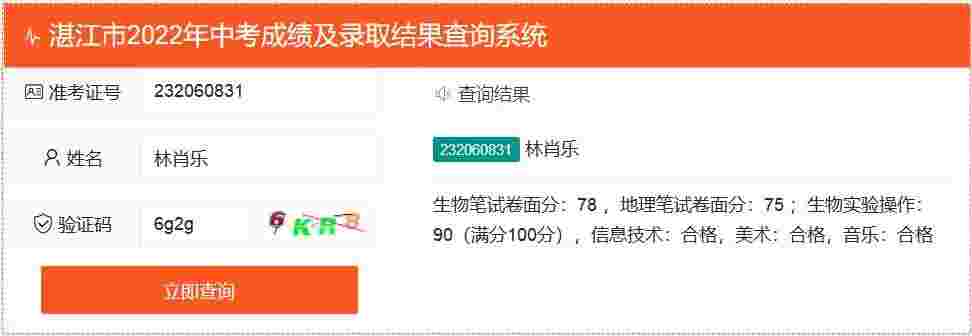 湛江市2022年中考成绩及录取结果查询系统
准考证号 232060831
查询结果
232060831 林肖乐
姓名 林肖乐
生物笔试卷面分：78 ，地理笔试卷面分：75 ；生物实验操作：
验证码 6g2g 6KR8
90（满分100分），信息技术：合格，美术：合格，音乐：合格
立即查询